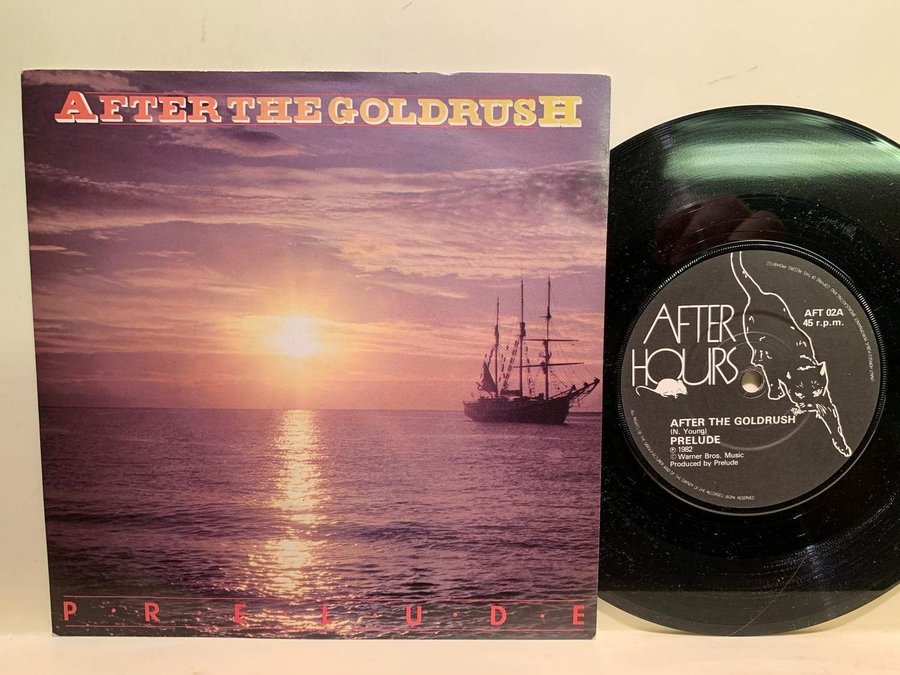 AFTER THE GOLDRUSH
P·R·E·L·U·D·E
AFTER
HOURS
AFT 02A
45 r.p.m.
AFTER THE GOLDRUSH
(N. Young)
PRELUDE
℗ 1982
© Warner Bros. Music
Produced by Prelude